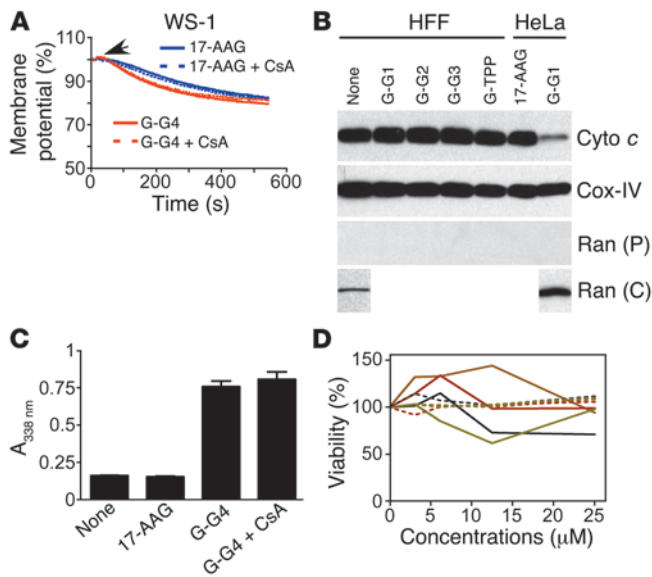 A
WS-1
Membrane potential (%)
110
90
70
50
17-AAG
17-AAG + CsA
G-G4
G-G4 + CsA
0 200 400 600
Time (s)
B
HFF HeLa
None G-G1 G-G2 G-G3 G-TPP 17-AAG G-G1
Cyto c
Cox-IV
Ran (P)
Ran (C)
C
A338 nm
1
0.75
0.5
0.25
0
None 17-AAG G-G4 G-G4 + CsA
D
Viability (%)
150
100
50
0
0 5 10 15 20 25
Concentrations (μM)